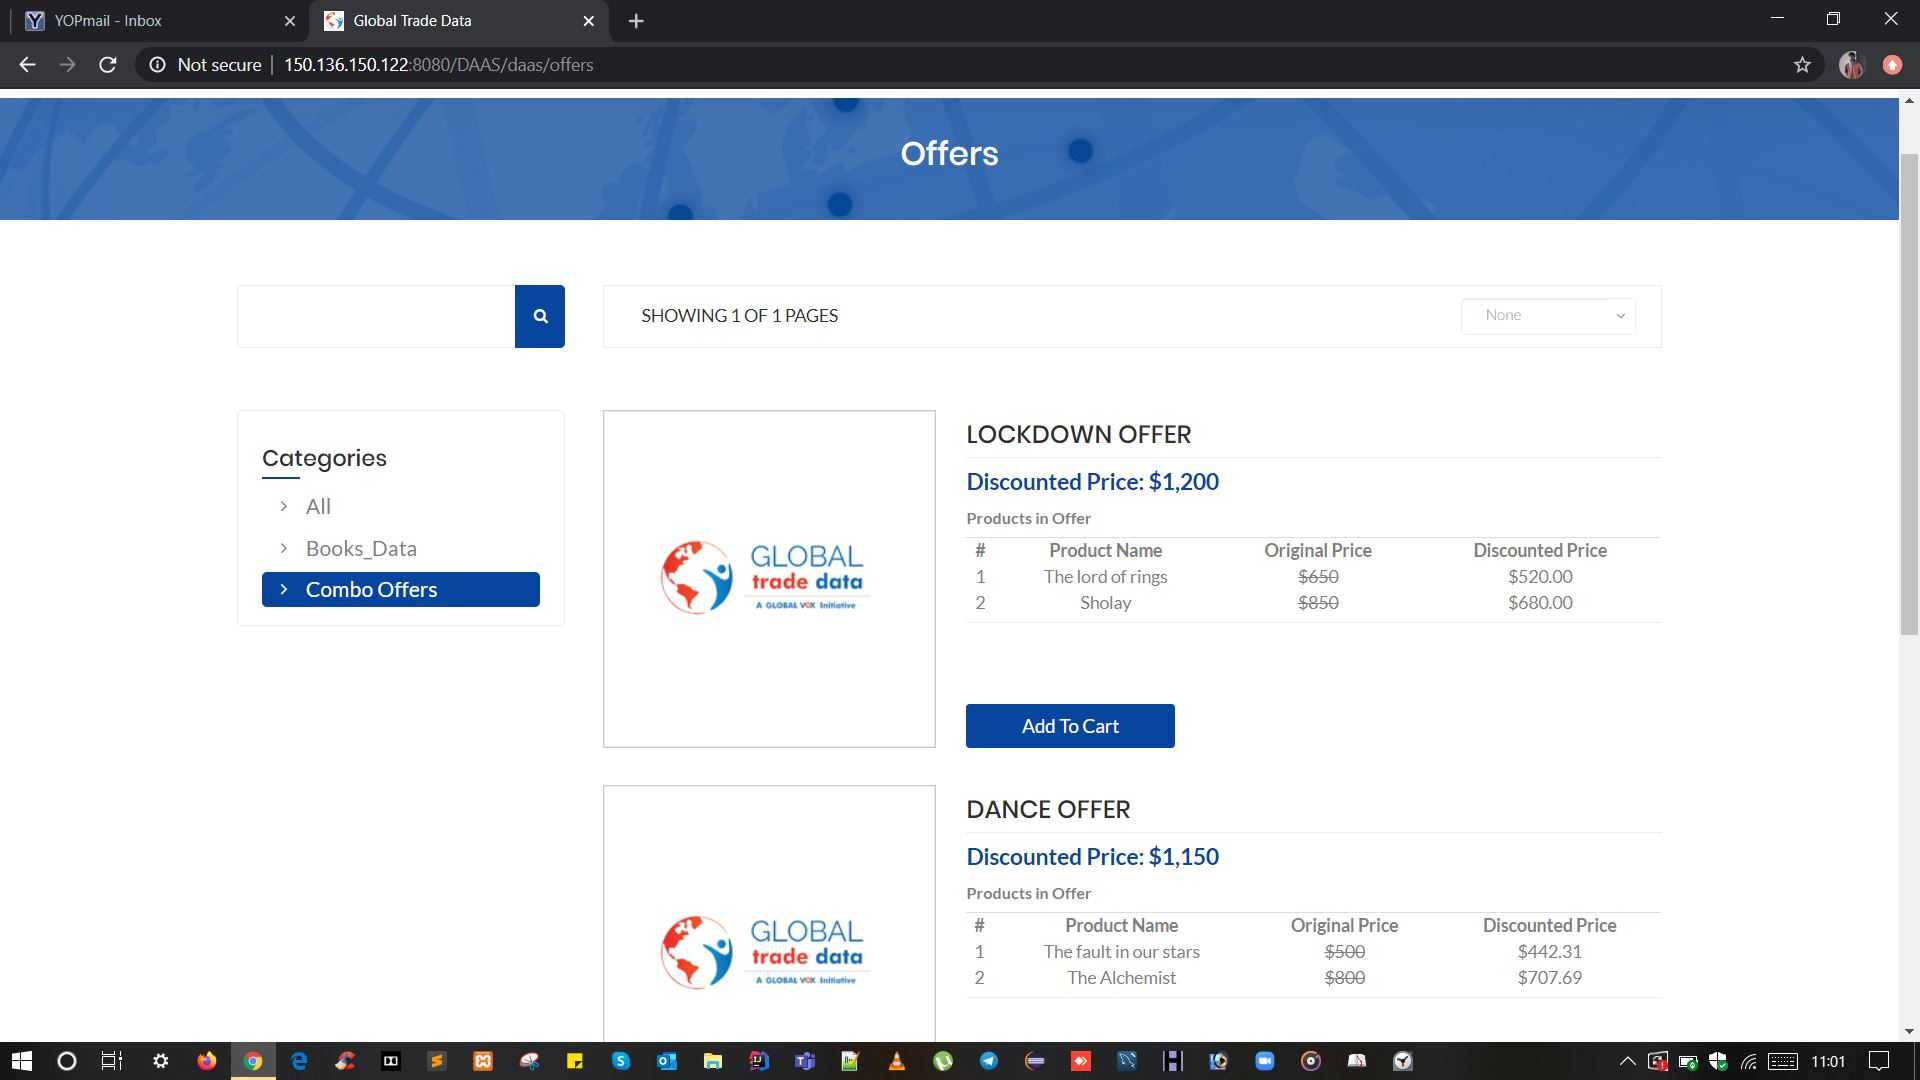 YOPmail - Inbox
Global Trade Data
Not secure
150.136.150.122:8080/DAAS/daas/offers
Offers
SHOWING 1 OF 1 PAGES
None
Categories
All
Books_Data
Combo Offers
GLOBAL
trade data
A GLOBAL VOX Initiative
LOCKDOWN OFFER
Discounted Price: $1,200
Products in Offer
# Product Name Original Price Discounted Price
1 The lord of rings $650 $520.00
2 Sholay $850 $680.00
Add To Cart
GLOBAL
trade data
A GLOBAL VOX Initiative
DANCE OFFER
Discounted Price: $1,150
Products in Offer
# Product Name Original Price Discounted Price
1 The fault in our stars $500 $442.31
2 The Alchemist $800 $707.69
11:01